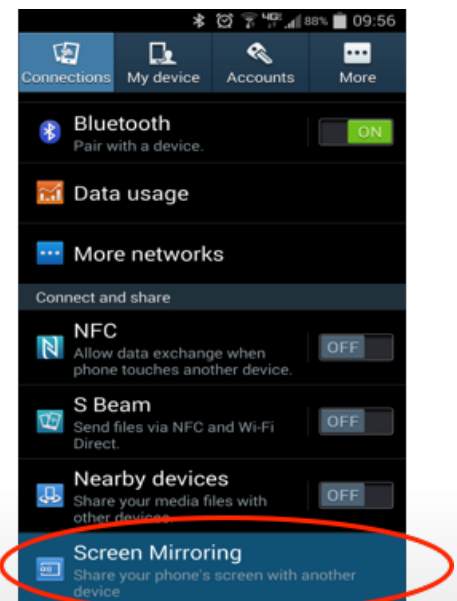 4G LTE 88% 09:56
Connections My device Accounts More
Bluetooth
Pair with a device.
ON
Data usage
More networks
Connect and share
NFC
Allow data exchange when
phone touches another device.
OFF
S Beam
Send files via NFC and Wi-Fi
Direct.
OFF
Nearby devices
Share your media files with
other devices.
OFF
Screen Mirroring
Share your phone's screen with another
device